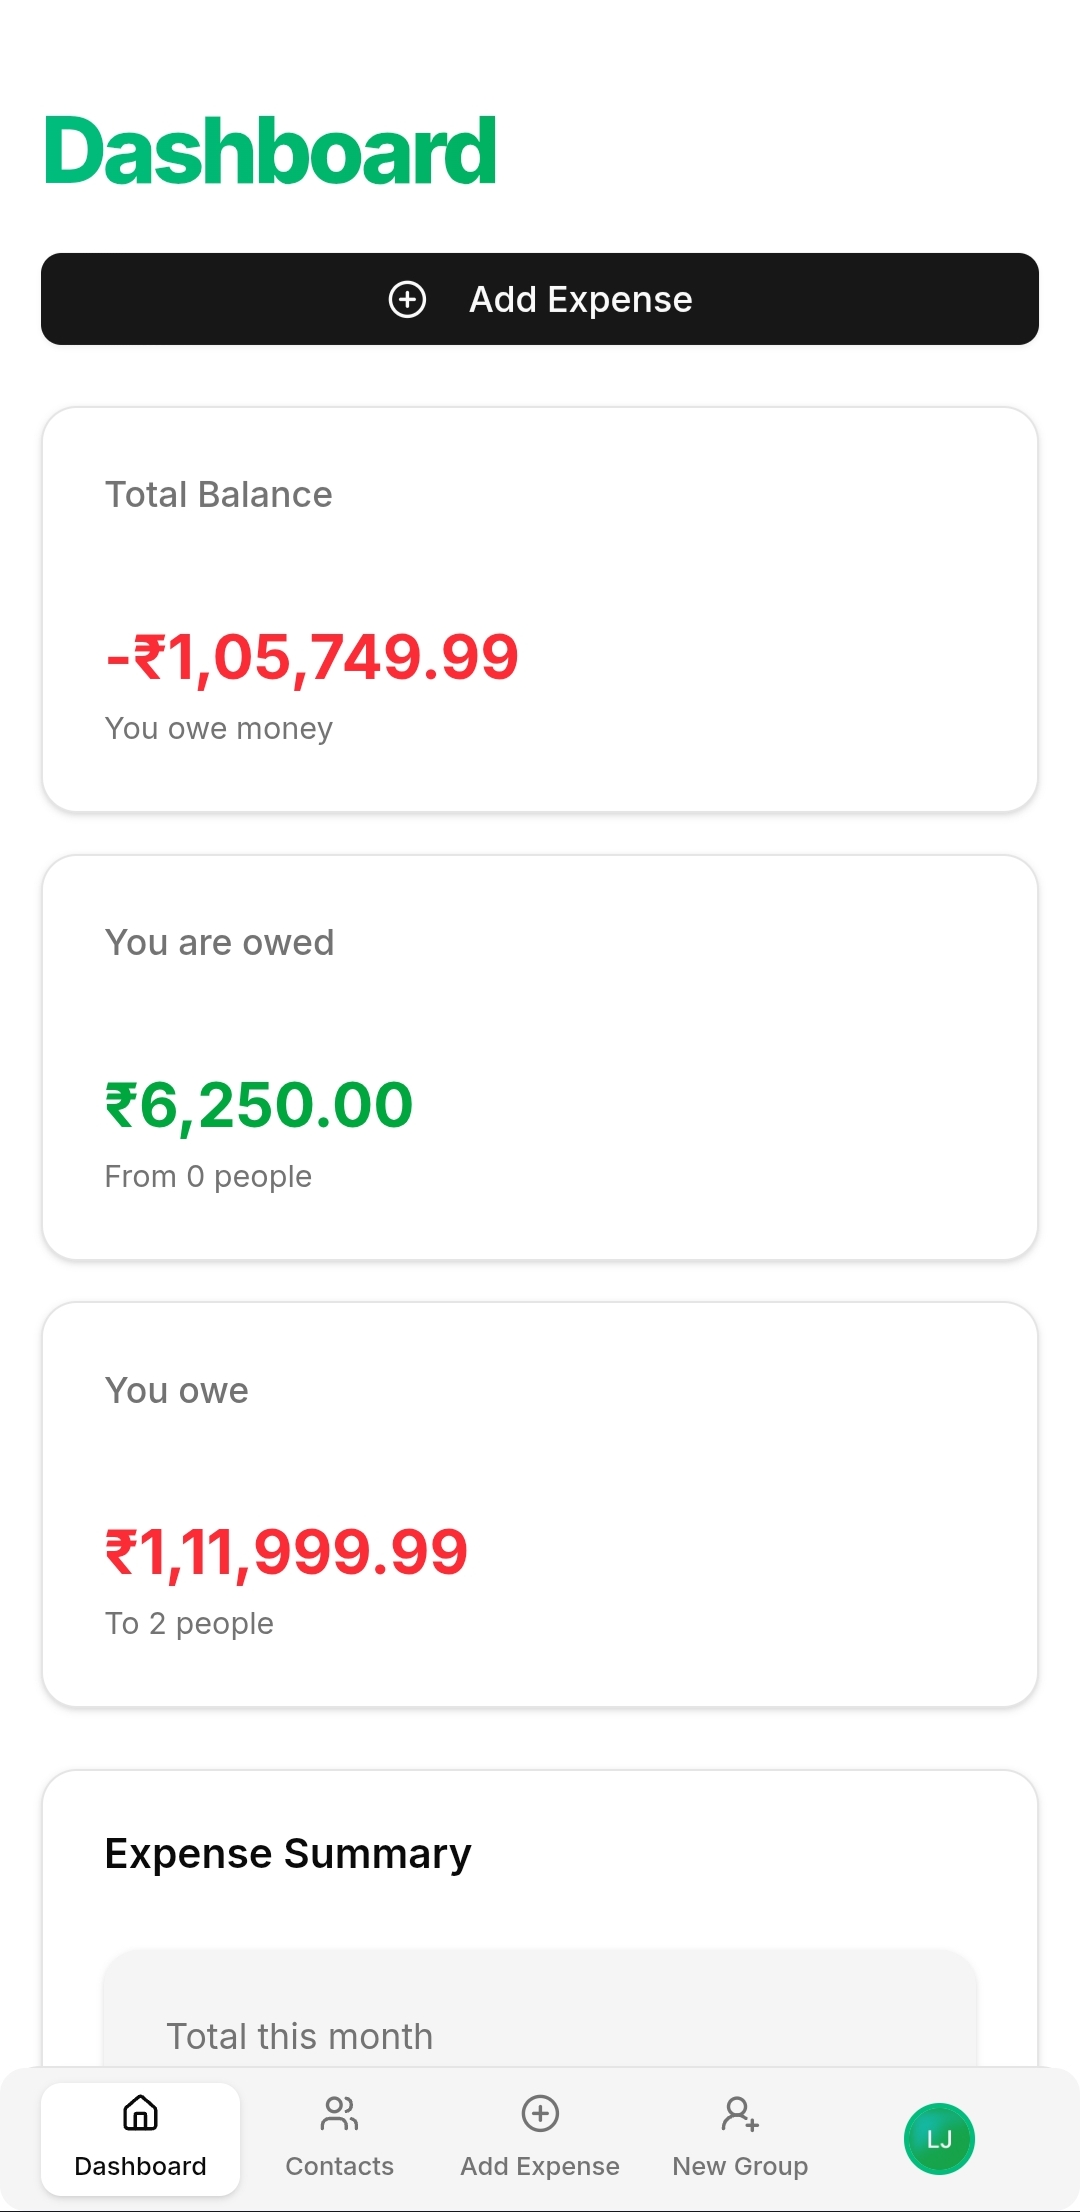 Dashboard
Add Expense
Total Balance
-₹1,05,749.99
You owe money
You are owed
₹6,250.00
From 0 people
You owe
₹1,11,999.99
To 2 people
Expense Summary
Total this month
Dashboard
Contacts
Add Expense
New Group
LJ